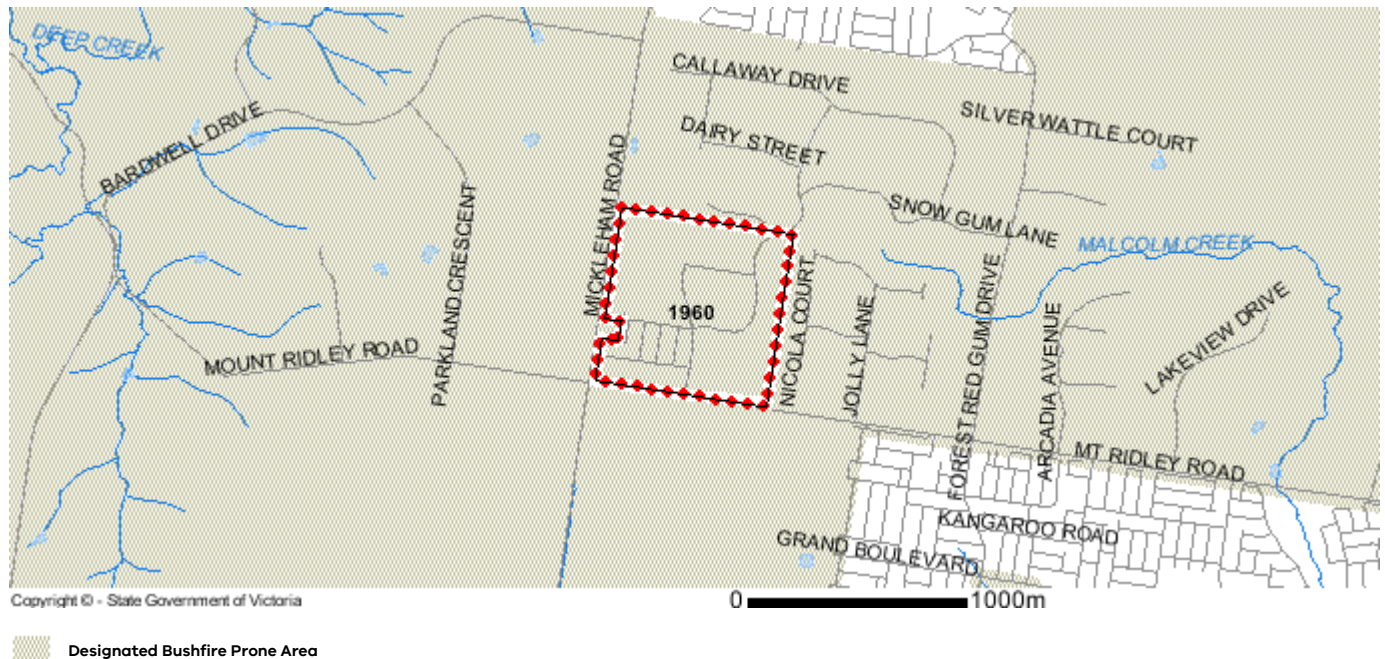 DEEP CREEK
CALLAWAY DRIVE
SILVER WATTLE COURT
BARDWELL DRIVE
DAIRY STREET
MICKLEHAM ROAD
PARKLAND CRESCENT
SNOW GUM LANE
MALCOLM CREEK
1960
NICOLA COURT
JOLLY LANE
FOREST RED GUM DRIVE
ARCADIA AVENUE
LAKEVIEW DRIVE
MOUNT RIDLEY ROAD
MT RIDLEY ROAD
KANGAROO ROAD
GRAND BOULEVARD
Copyright © - State Government of Victoria
0 1000m
Designated Bushfire Prone Area